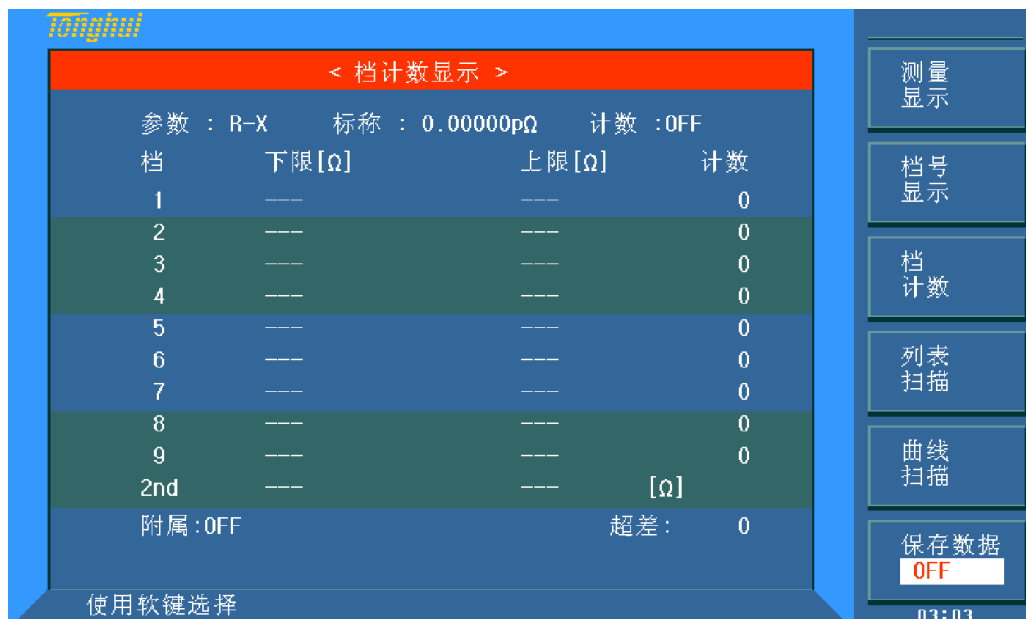 Tonghui
< 档计数显示 >
参数 : R-X 标称 : 0.00000pΩ 计数 :OFF
档 下限[Ω] 上限[Ω] 计数
1 --- --- 0
2 --- --- 0
3 --- --- 0
4 --- --- 0
5 --- --- 0
6 --- --- 0
7 --- --- 0
8 --- --- 0
9 --- --- 0
2nd --- --- [Ω]
附属:OFF 超差: 0
使用软键选择
测量
显示
档号
显示
档
计数
列表
扫描
曲线
扫描
保存数据
OFF
03:03